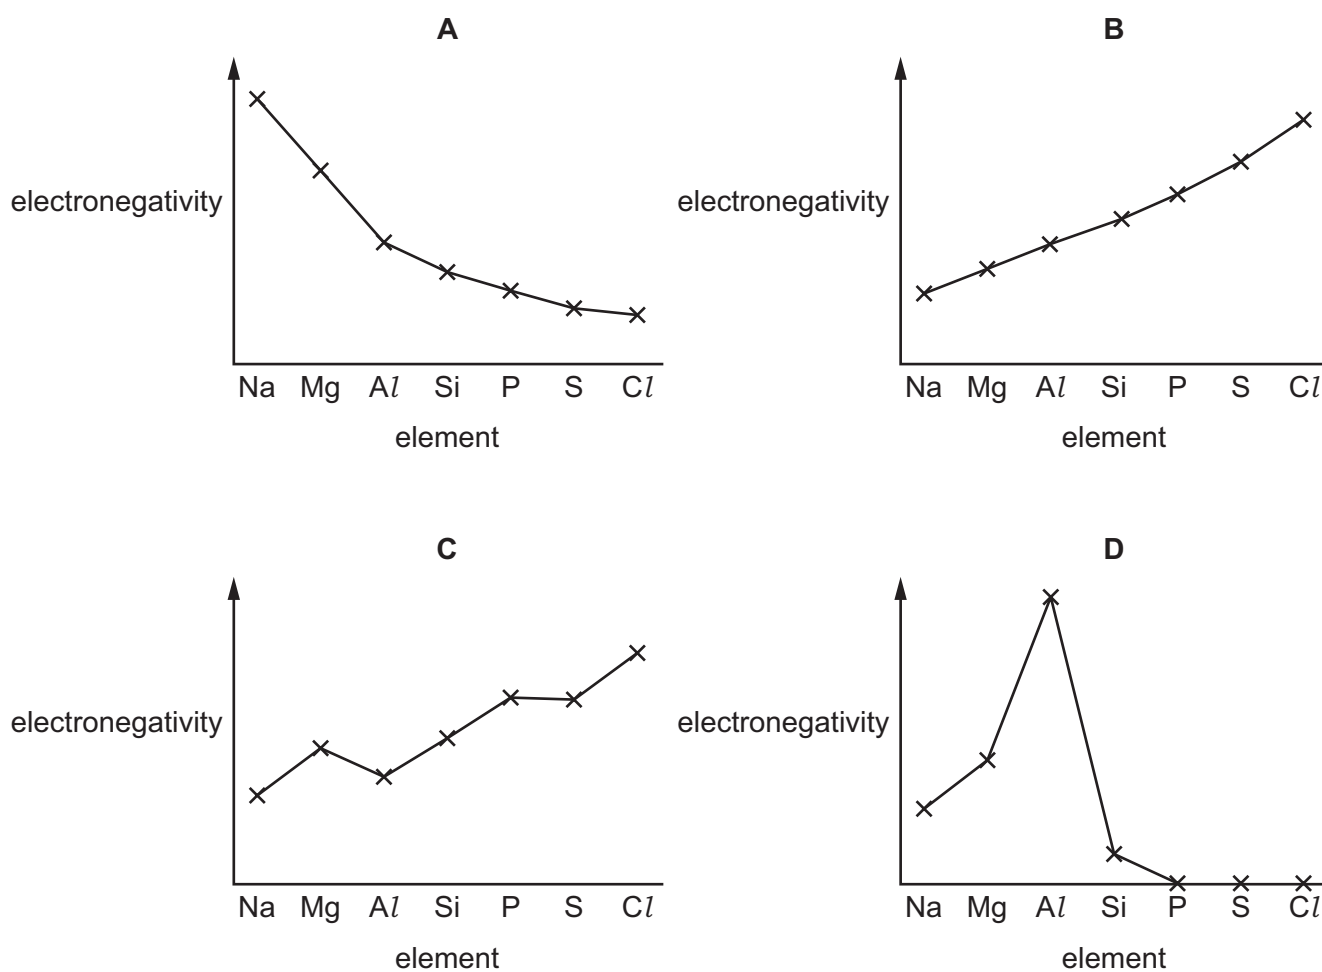 A
B
electronegativity
electronegativity
Na Mg Al Si P S Cl
Na Mg Al Si P S Cl
element
element
C
D
electronegativity
electronegativity
Na Mg Al Si P S Cl
Na Mg Al Si P S Cl
element
element